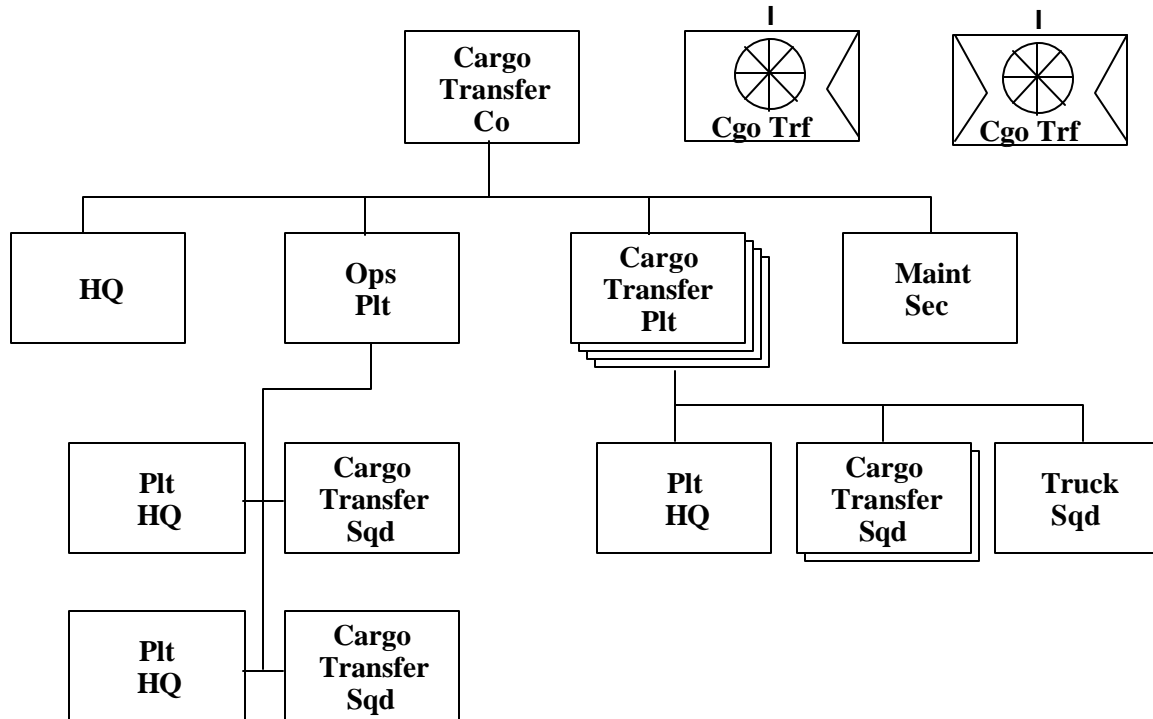 Cargo
Transfer
Co
I
Cgo Trf
I
Cgo Trf
HQ
Ops
Plt
Cargo
Transfer
Plt
Maint
Sec
Plt
HQ
Cargo
Transfer
Sqd
Plt
HQ
Cargo
Transfer
Sqd
Truck
Sqd
Plt
HQ
Cargo
Transfer
Sqd